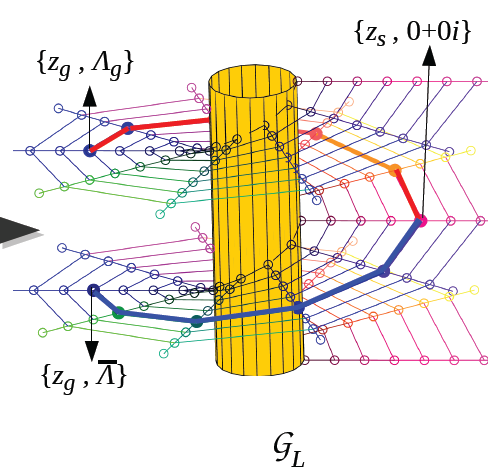 {z_s , 0+0i}
{z_g , Λ_g}
{z_g , Λ̅}
𝒢_L